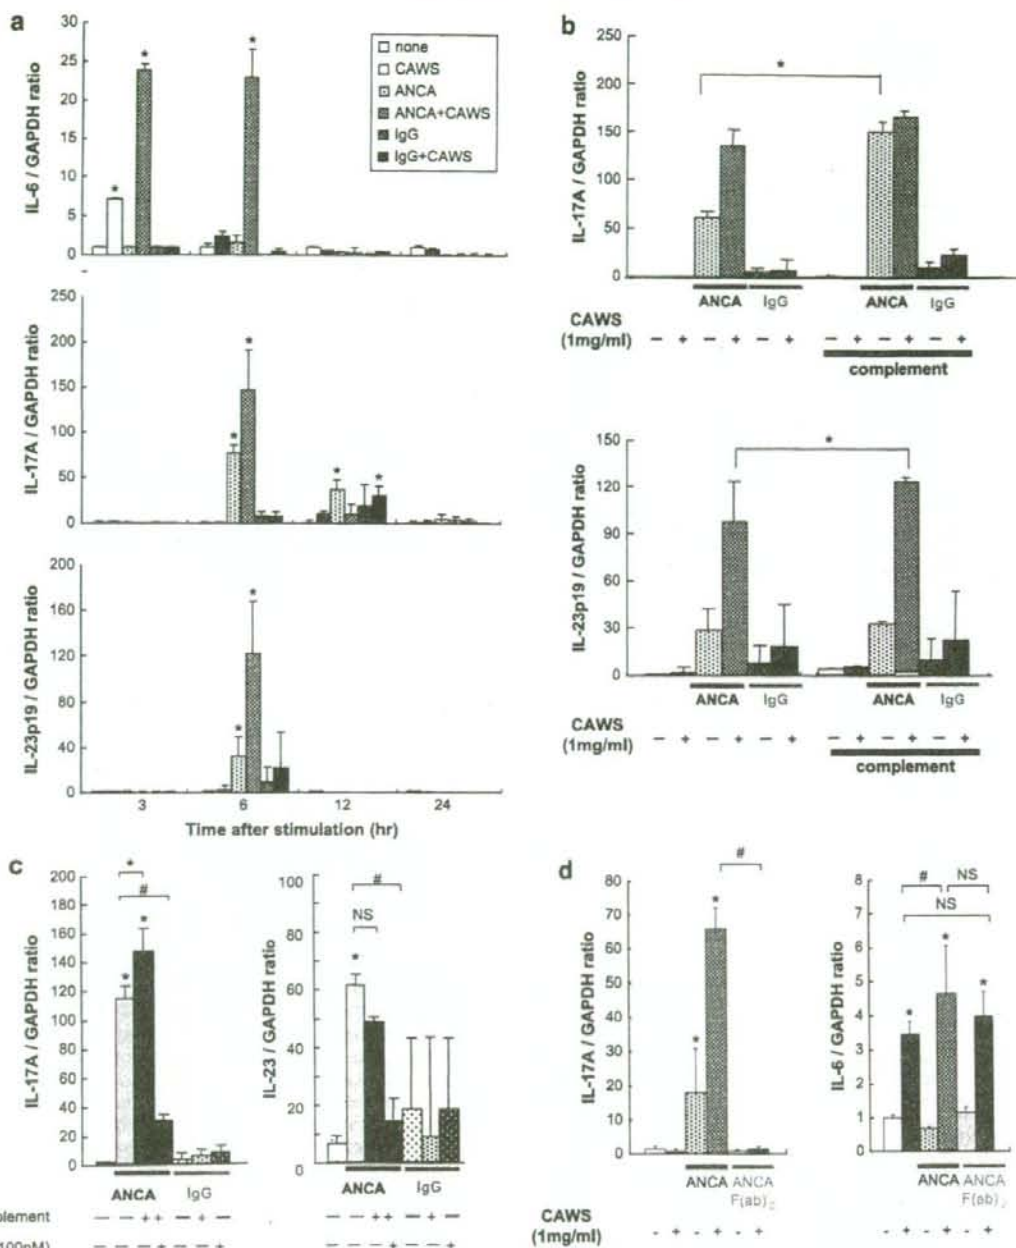 a
IL-6 / GAPDH ratio
30
25
20
15
10
5
0
* * *
none
CAWS
ANCA
ANCA+CAWS
IgG
IgG+CAWS
IL-17A / GAPDH ratio
250
200
150
100
50
0
* * * *
IL-23p19 / GAPDH ratio
200
160
120
80
40
0
* *
3 6 12 24
Time after stimulation (hr)
b
IL-17A / GAPDH ratio
250
200
150
100
50
0
*
ANCA IgG ANCA IgG
CAWS
(1mg/ml) − + − + − + − + − + − +
complement
IL-23p19 / GAPDH ratio
150
120
90
60
30
0
*
ANCA IgG ANCA IgG
CAWS
(1mg/ml) − + − + − + − + − + − +
complement
c
IL-17A / GAPDH ratio
200
180
160
140
120
100
80
60
40
20
0
* # * *
ANCA IgG
IL-23 / GAPDH ratio
100
80
60
40
20
0
#
NS
*
ANCA IgG
plement − − + + − + − − − + + − + −
100pM) − − − + − − + − − − + − − +
d
IL-17A / GAPDH ratio
80
70
60
50
40
30
20
10
0
#
* *
ANCA ANCA
F(ab)2
IL-6 / GAPDH ratio
8
7
6
5
4
3
2
1
0
# NS
NS
* * *
ANCA ANCA
F(ab)2
CAWS
(1mg/ml) - + - + - + - + - + - +